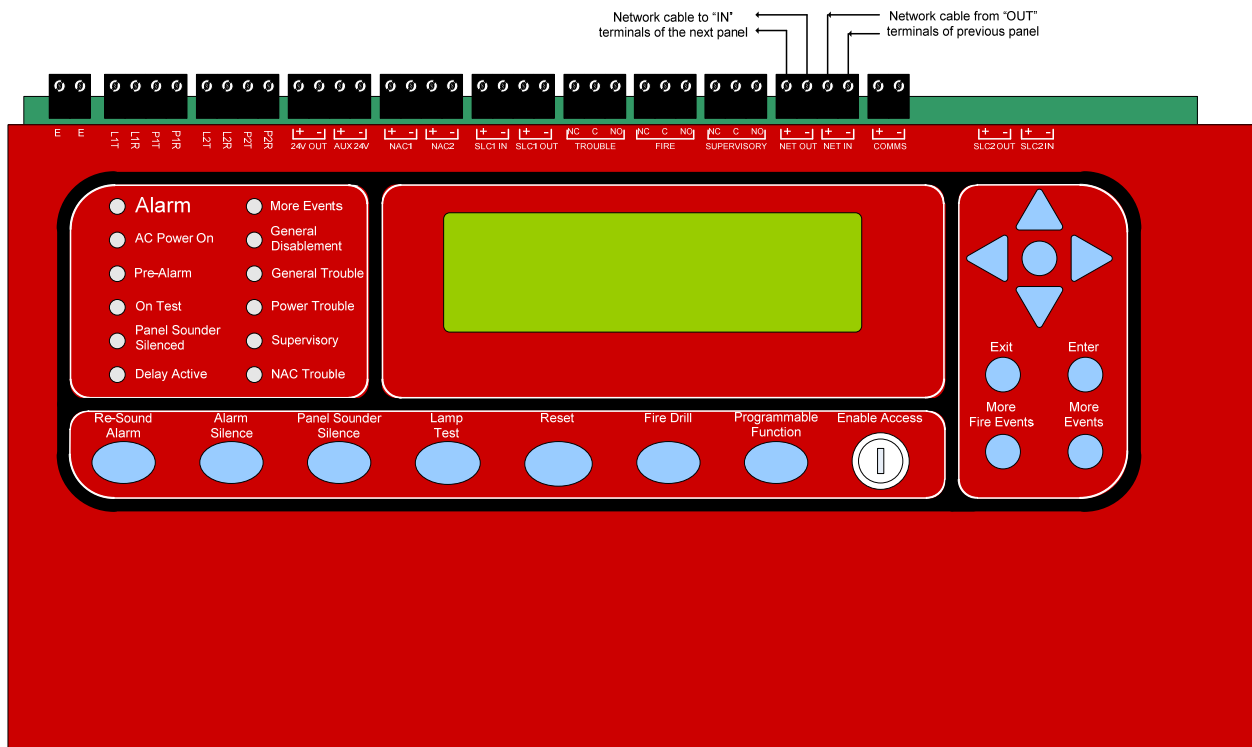 Network cable to "IN"
terminals of the next panel
Network cable from "OUT"
terminals of previous panel
E E L1T L1R P1T P1R L2T L2R P2T P2R + - + - + - + - + - + - NC C NO NC C NO NC C NO + - + - + - + - + -
24V OUT AUX 24V NAC1 NAC2 SLC1 IN SLC1 OUT TROUBLE FIRE SUPERVISORY NET OUT NET IN COMMS SLC2 OUT SLC2 IN
Alarm
AC Power On
Pre-Alarm
On Test
Panel Sounder
Silenced
Delay Active
More Events
General
Disablement
General Trouble
Power Trouble
Supervisory
NAC Trouble
Exit
Enter
More
Fire Events
More
Events
Re-Sound
Alarm
Alarm
Silence
Panel Sounder
Silence
Lamp
Test
Reset
Fire Drill
Programmable
Function
Enable Access